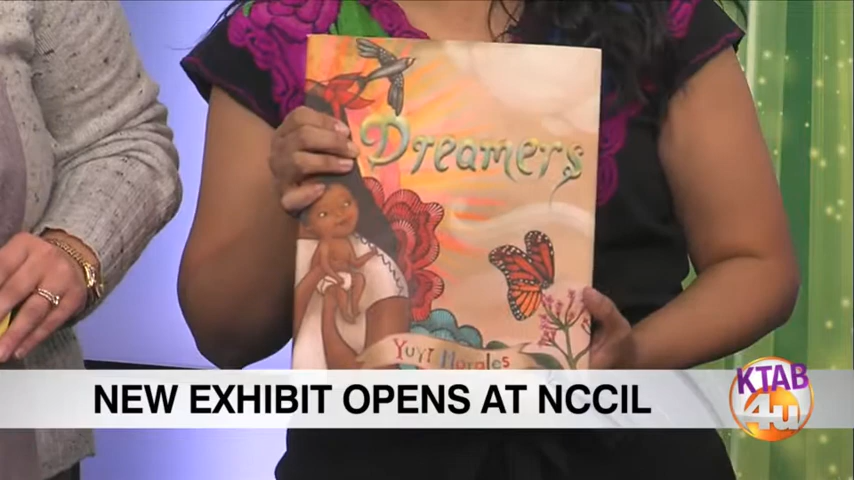 Dreamers
Yuyi Morales
NEW EXHIBIT OPENS AT NCCIL
KTAB
4u